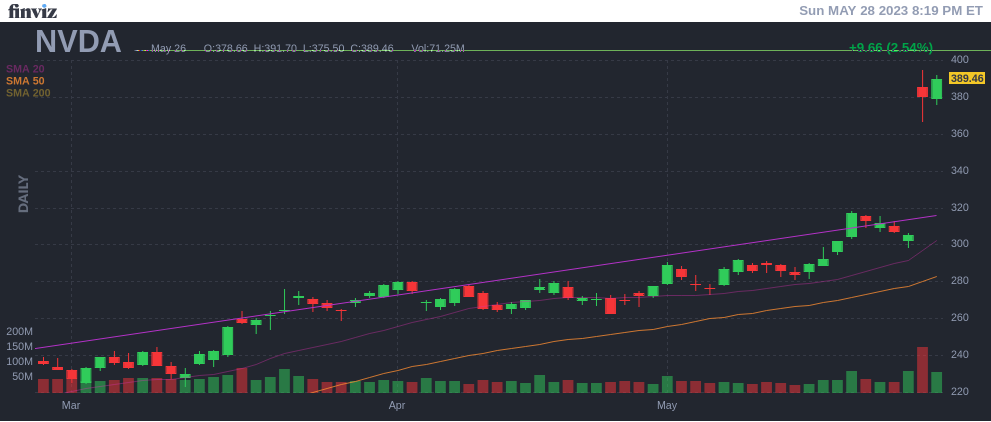 finviz
Sun MAY 28 2023 8:19 PM ET
NVDA
May 26 O:378.66 H:391.70 L:375.50 C:389.46 Vol:71.25M
+9.66 (2.54%)
SMA 20
SMA 50
SMA 200
DAILY
400
389.46
380
360
340
320
300
280
260
240
220
200M
150M
100M
50M
Mar Apr May